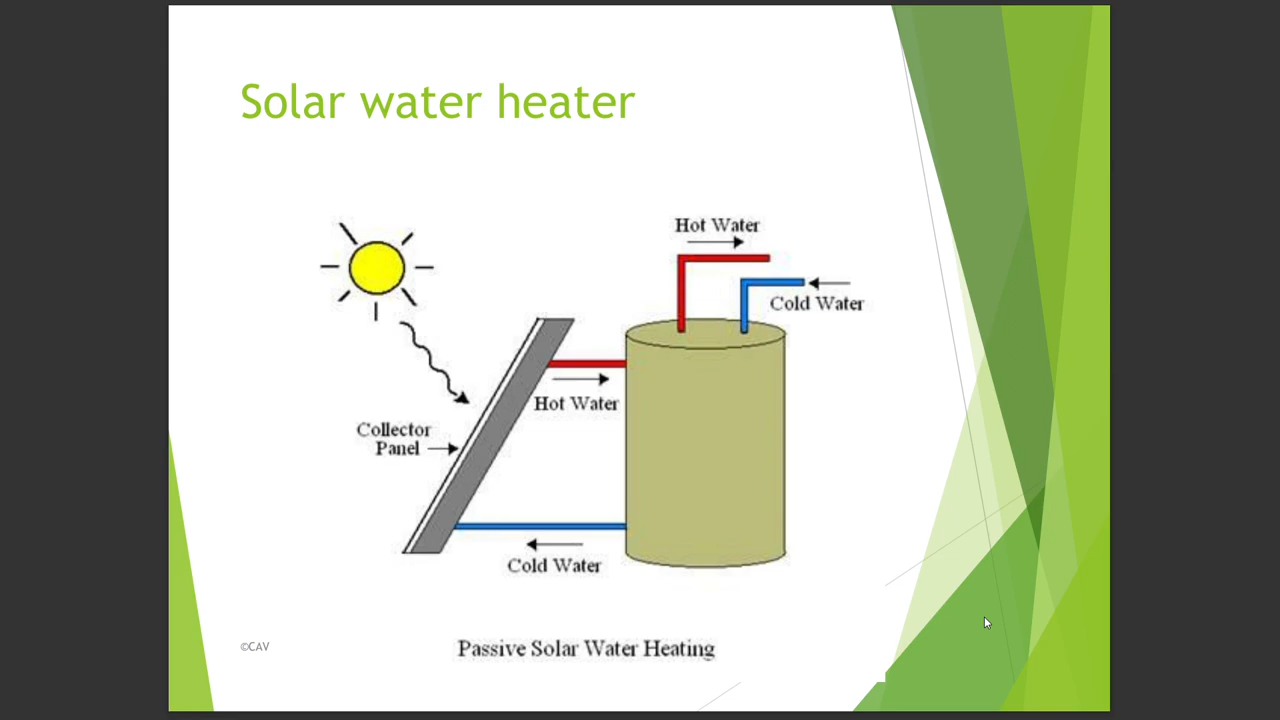 Solar water heater
Hot Water
Cold Water
Hot Water
Collector
Panel
Cold Water
©CAV
Passive Solar Water Heating